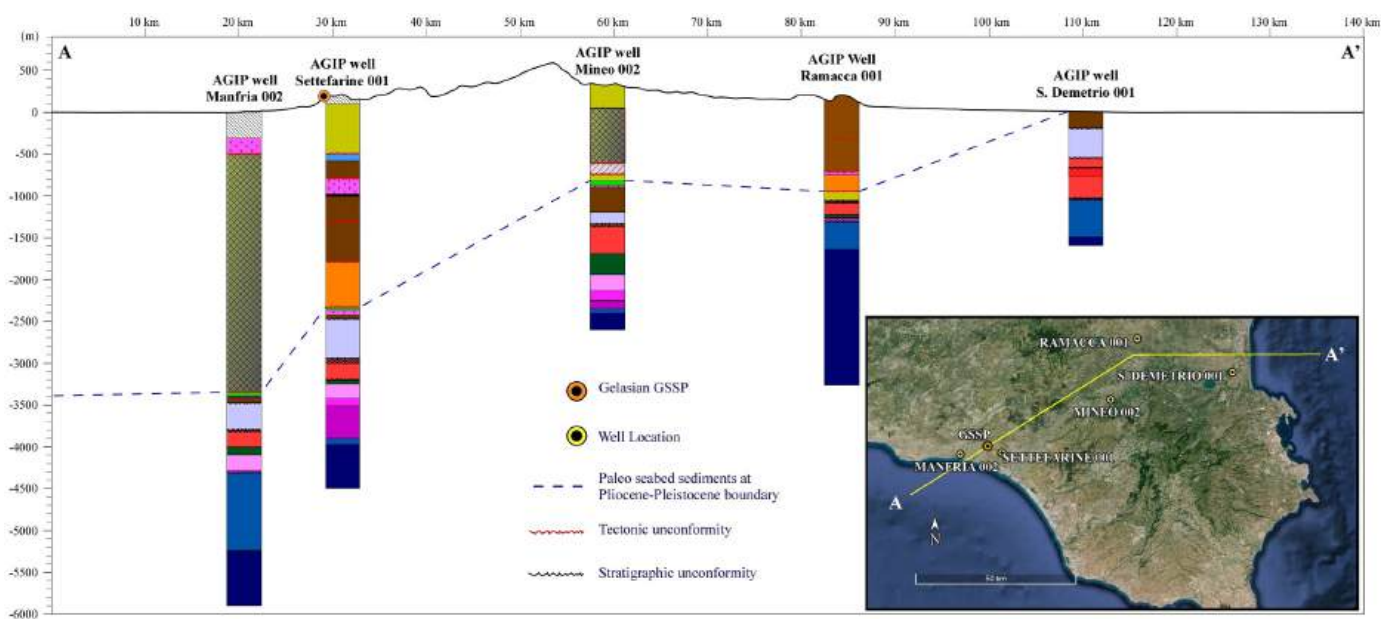 10 km 20 km 30 km 40 km 50 km 60 km 70 km 80 km 90 km 100 km 110 km 120 km 130 km 140 km
(m)
A
A'
AGIP well
Manfria 002
AGIP well
Settefarine 001
AGIP well
Mineo 002
AGIP Well
Ramacca 001
AGIP well
S. Demetrio 001
500
0
-500
-1000
-1500
-2000
-2500
-3000
-3500
-4000
-4500
-5000
-5500
-6000
Gelasian GSSP
Well Location
Paleo seabed sediments at
Pliocene-Pleistocene boundary
Tectonic unconformity
Stratigraphic unconformity
RAMACCA 001
A'
S. DEMETRIO 001
MINEO 002
GSSP
SETTEFARINE 001
MANFRIA 002
A
N
50 km